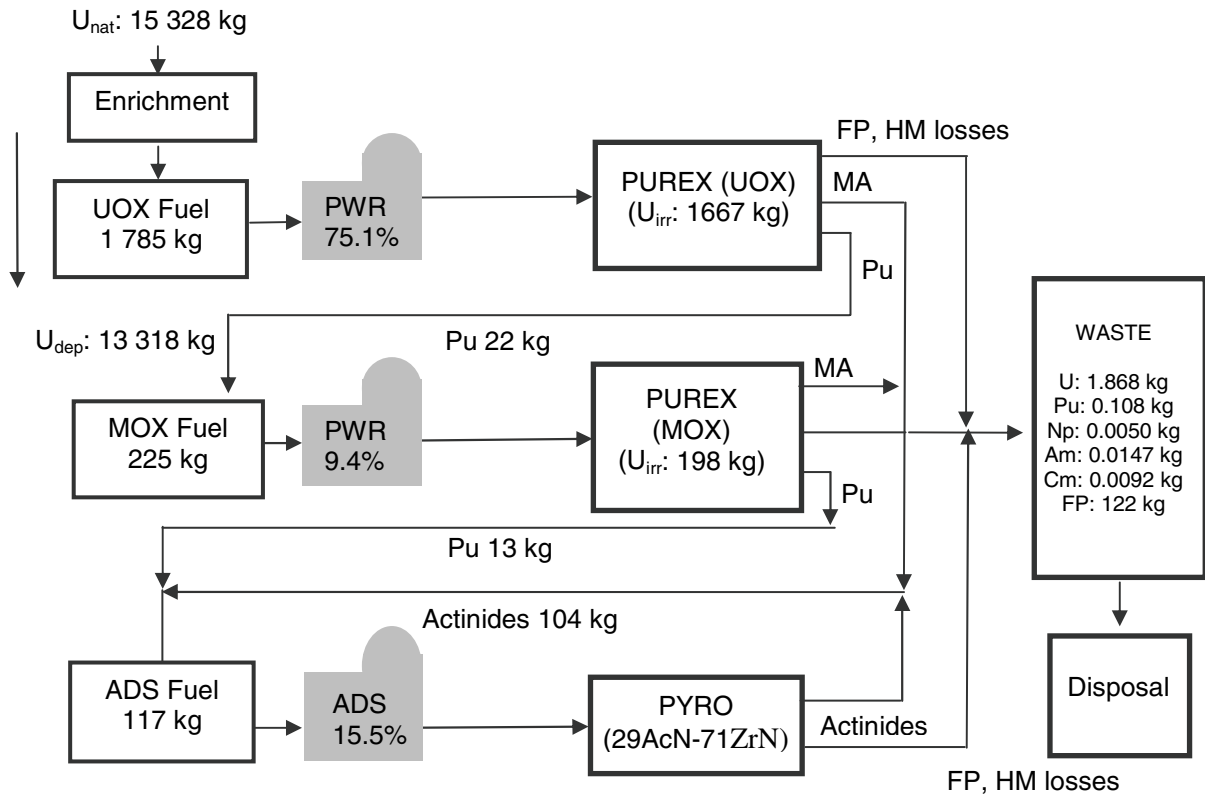 Unat: 15 328 kg
Enrichment
FP, HM losses
UOX Fuel
1 785 kg
PWR
75.1%
PUREX (UOX)
(Uirr: 1667 kg)
MA
Pu
Udep: 13 318 kg
Pu 22 kg
MOX Fuel
225 kg
PWR
9.4%
PUREX
(MOX)
(Uirr: 198 kg)
MA
Pu
Pu 13 kg
WASTE
U: 1.868 kg
Pu: 0.108 kg
Np: 0.0050 kg
Am: 0.0147 kg
Cm: 0.0092 kg
FP: 122 kg
Actinides 104 kg
ADS Fuel
117 kg
ADS
15.5%
PYRO
(29AcN-71ZrN)
Actinides
Disposal
FP, HM losses